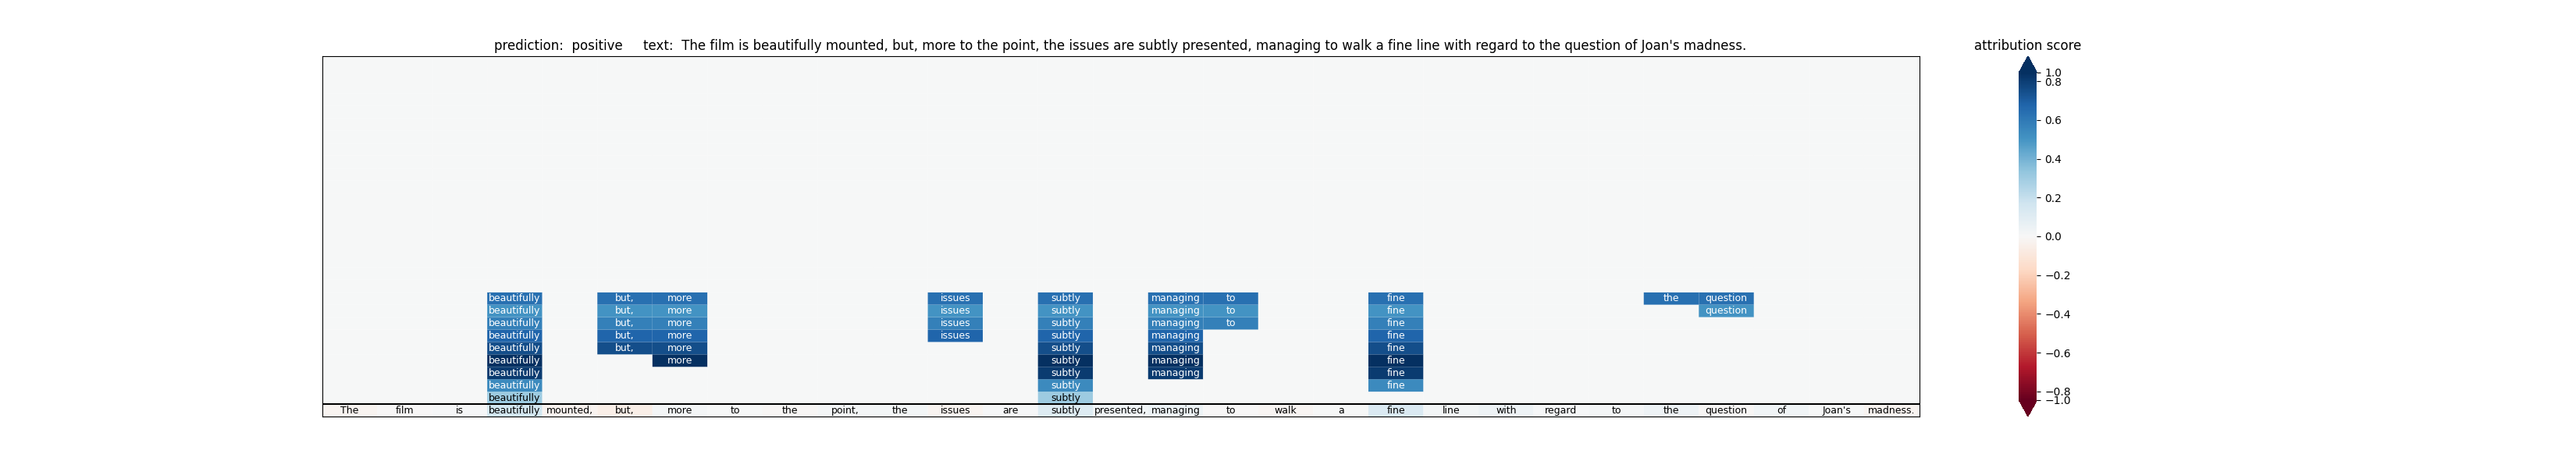 prediction: positive text: The film is beautifully mounted, but, more to the point, the issues are subtly presented, managing to walk a fine line with regard to the question of Joan's madness.
attribution score
1.0
0.8
0.6
0.4
0.2
0.0
−0.2
−0.4
−0.6
−0.8
−1.0
beautifully but, more issues subtly managing to fine the question
beautifully but, more issues subtly managing to fine question
beautifully but, more issues subtly managing to fine
beautifully but, more issues subtly managing fine
beautifully but, more subtly managing fine
beautifully more subtly managing fine
beautifully subtly managing fine
beautifully subtly fine
beautifully subtly
The film is beautifully mounted, but, more to the point, the issues are subtly presented, managing to walk a fine line with regard to the question of Joan's madness.